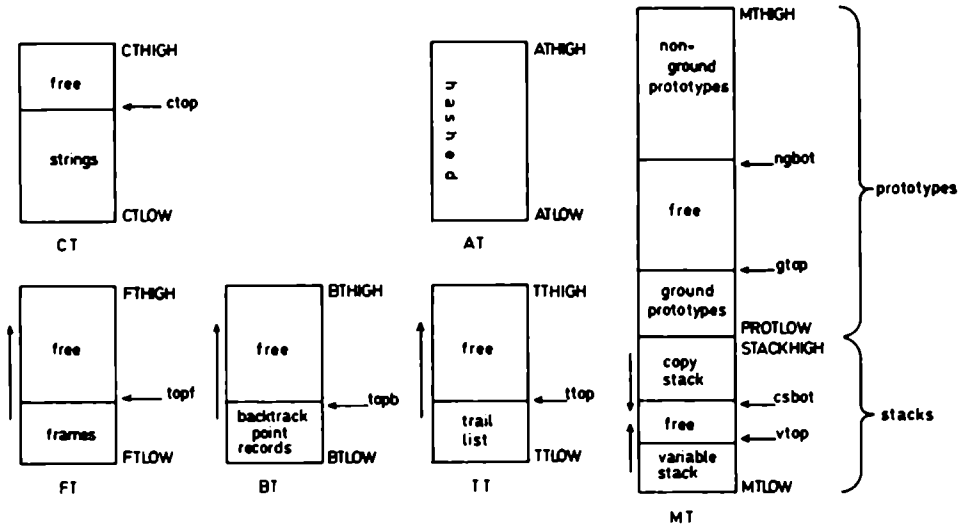 CTHIGH
free
ctop
strings
CTLOW
CT
ATHIGH
hashed
ATLOW
AT
MTHIGH
non-
ground
prototypes
ngbot
free
prototypes
gtop
ground
prototypes
PROTLOW
STACKHIGH
copy
stack
csbot
free
stacks
vtop
variable
stack
MTLOW
MT
FTHIGH
free
topf
frames
FTLOW
FT
BTHIGH
free
topb
backtrack
point
records
BTLOW
BT
TTHIGH
free
ttop
trail
list
TTLOW
TT